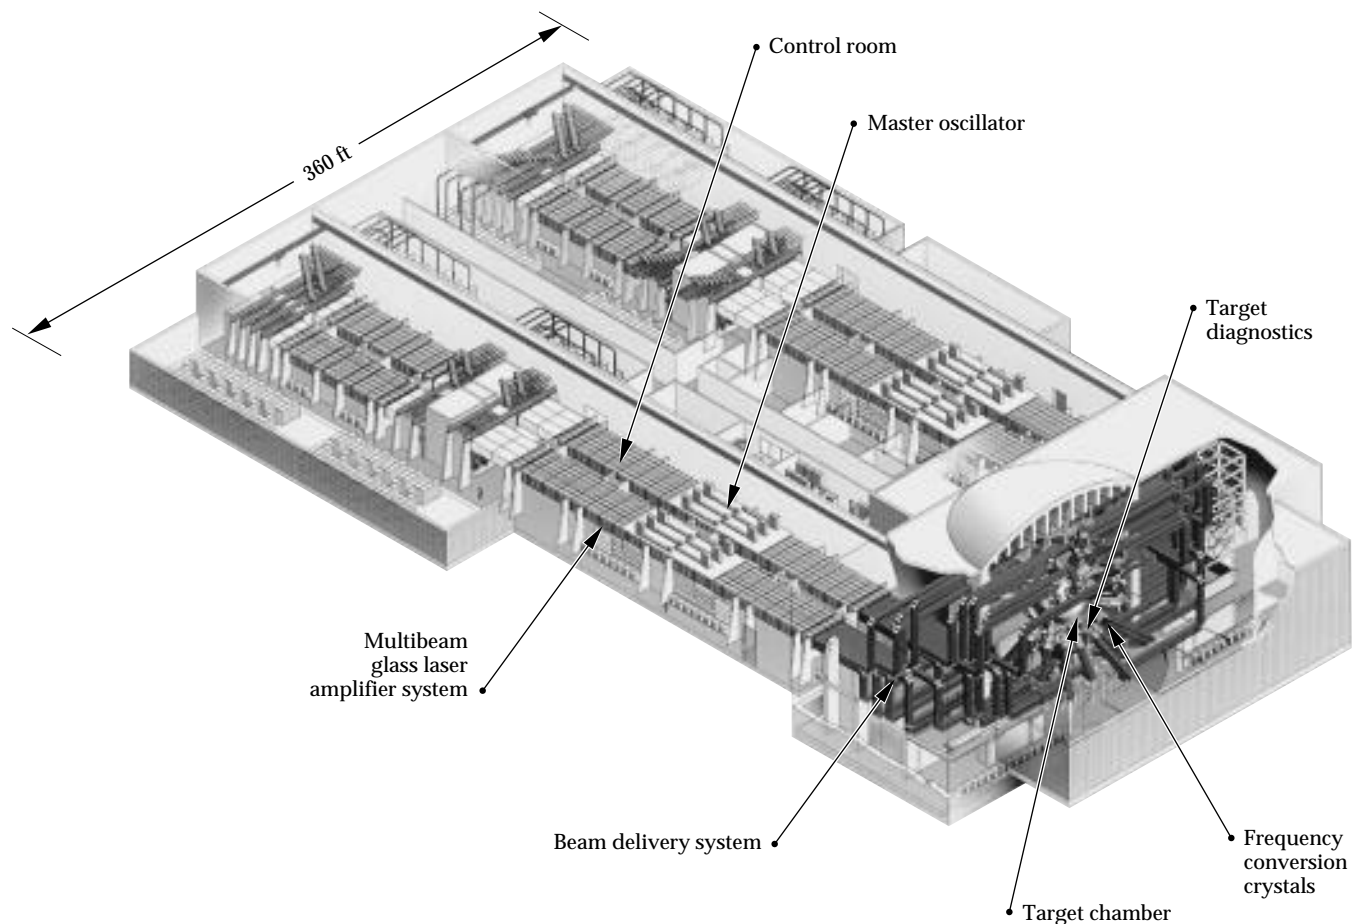 Control room
Master oscillator
360 ft
Target
diagnostics
Multibeam
glass laser
amplifier system
Beam delivery system
Frequency
conversion
crystals
Target chamber